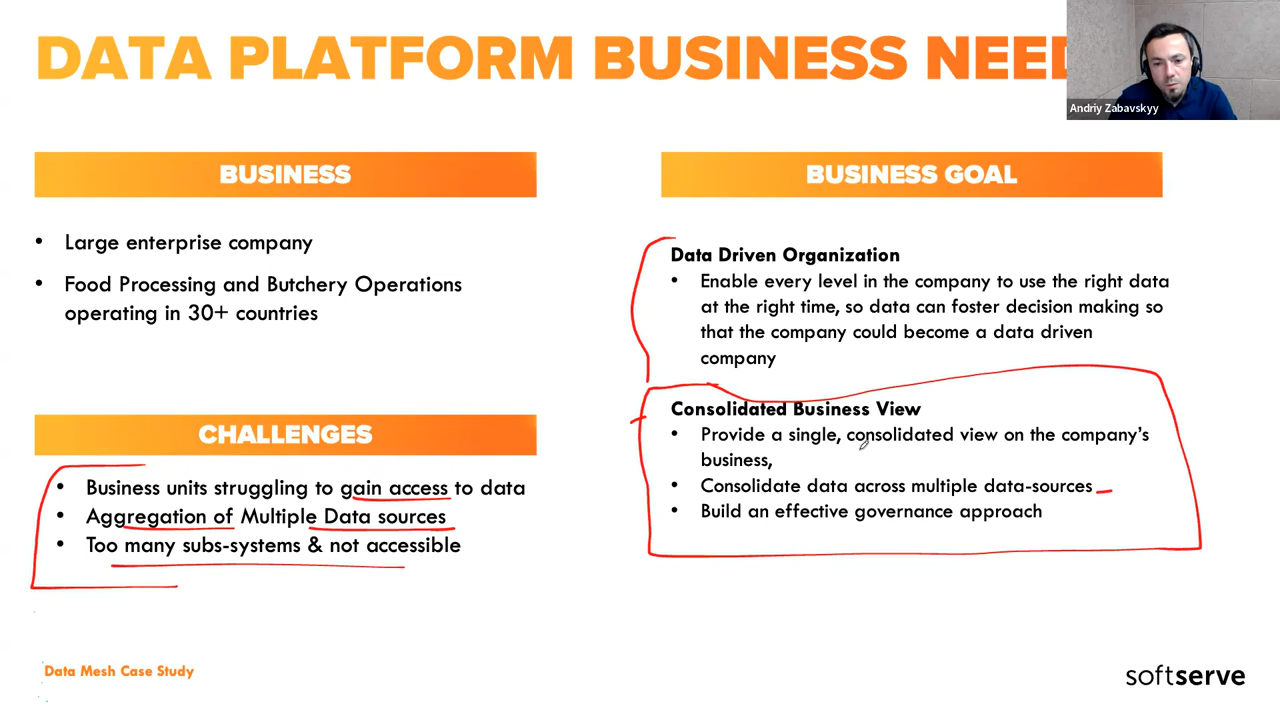 DATA PLATFORM BUSINESS NEED
Andriy Zabavskyy
BUSINESS
• Large enterprise company
• Food Processing and Butchery Operations
operating in 30+ countries
CHALLENGES
• Business units struggling to gain access to data
• Aggregation of Multiple Data sources
• Too many subs-systems & not accessible
BUSINESS GOAL
Data Driven Organization
• Enable every level in the company to use the right data
at the right time, so data can foster decision making so
that the company could become a data driven
company
Consolidated Business View
• Provide a single, consolidated view on the company's
business,
• Consolidate data across multiple data-sources
• Build an effective governance approach
Data Mesh Case Study
softserve